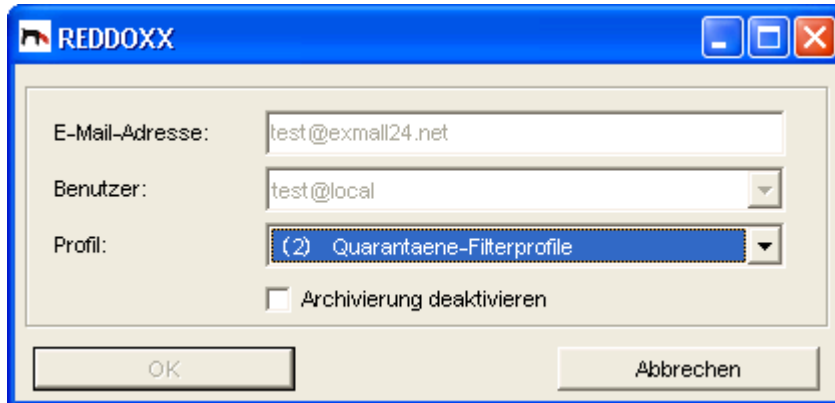 REDDOXX
E-Mail-Adresse: test@exmall24.net
Benutzer: test@local
Profil: (2) Quarantaene-Filterprofile
Archivierung deaktivieren
OK Abbrechen